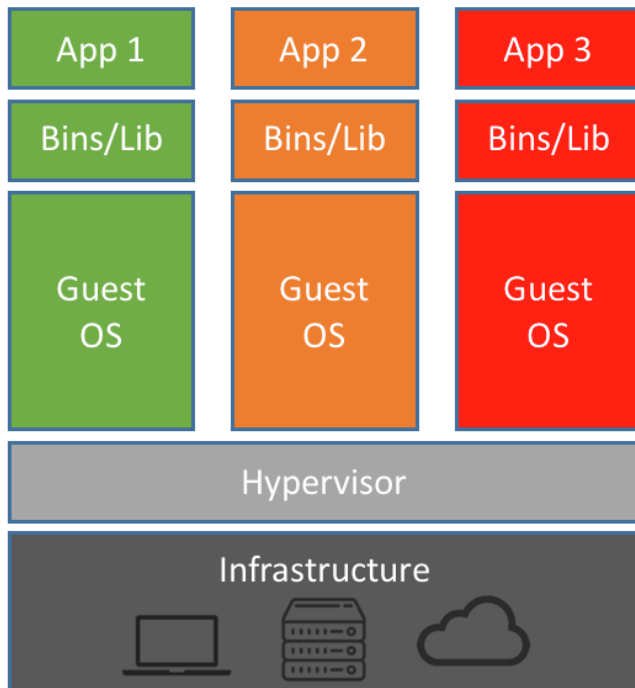 App 1
App 2
App 3
Bins/Lib
Bins/Lib
Bins/Lib
Guest
OS
Guest
OS
Guest
OS
Hypervisor
Infrastructure